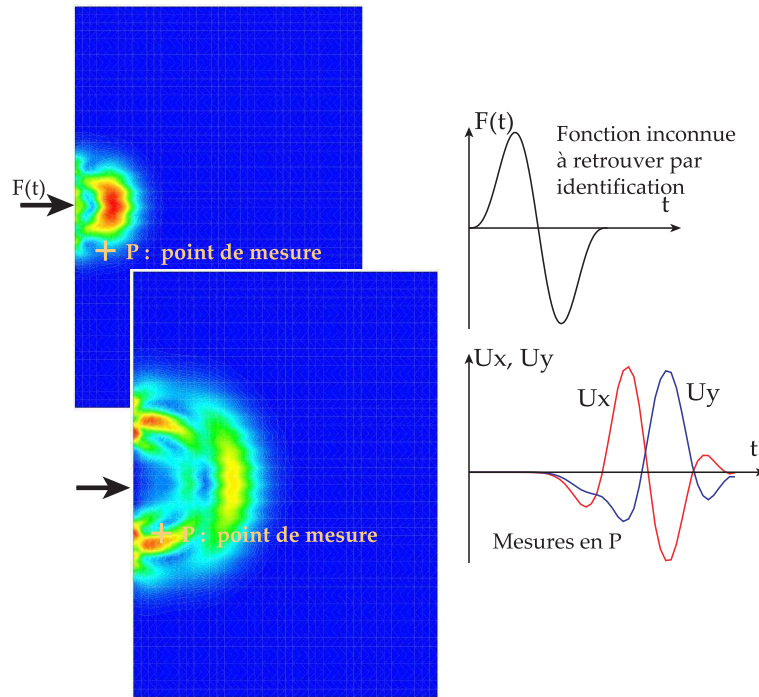 F(t)
P : point de mesure
P : point de mesure
F(t)
Fonction inconnue
à retrouver par
identification
t
Ux, Uy
Ux
Uy
t
Mesures en P